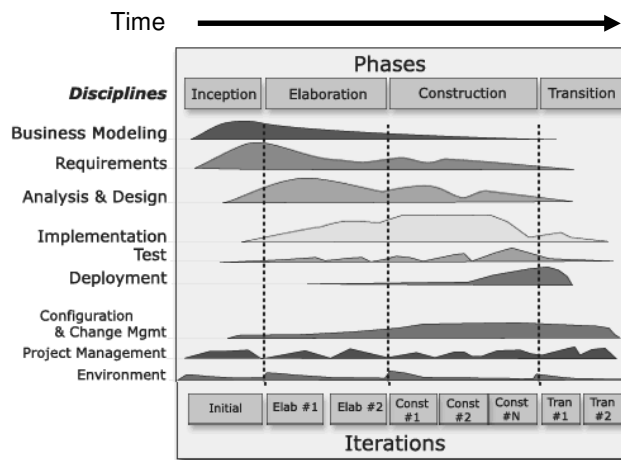 Time
Phases
Disciplines
Inception
Elaboration
Construction
Transition
Business Modeling
Requirements
Analysis & Design
Implementation
Test
Deployment
Configuration
& Change Mgmt
Project Management
Environment
Initial
Elab #1
Elab #2
Const
#1
Const
#2
Const
#N
Tran
#1
Tran
#2
Iterations